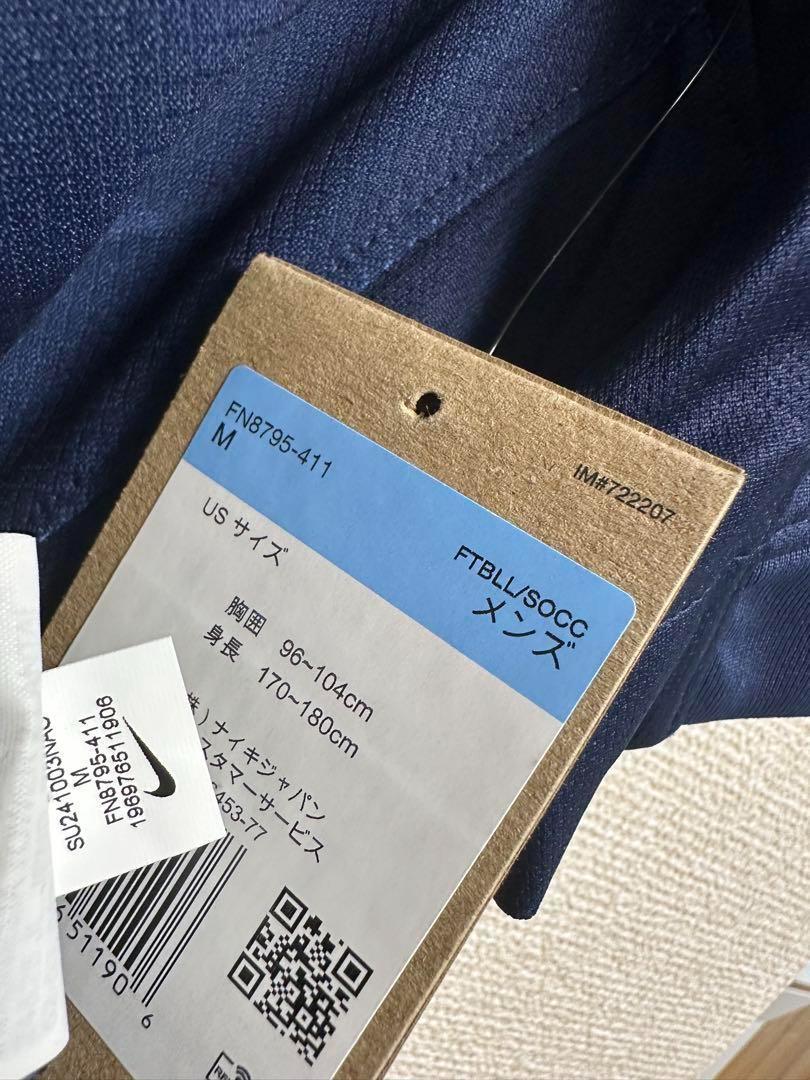 FN8795-411
M
IM#722207
FTBLL/SOCC
メンズ
US サイズ
胸囲 96~104cm
身長 170~180cm
株)ナイキジャパン
スタマーサービス
453-77
651190 6
SU241003NAO
M
FN8795-411
196976511906